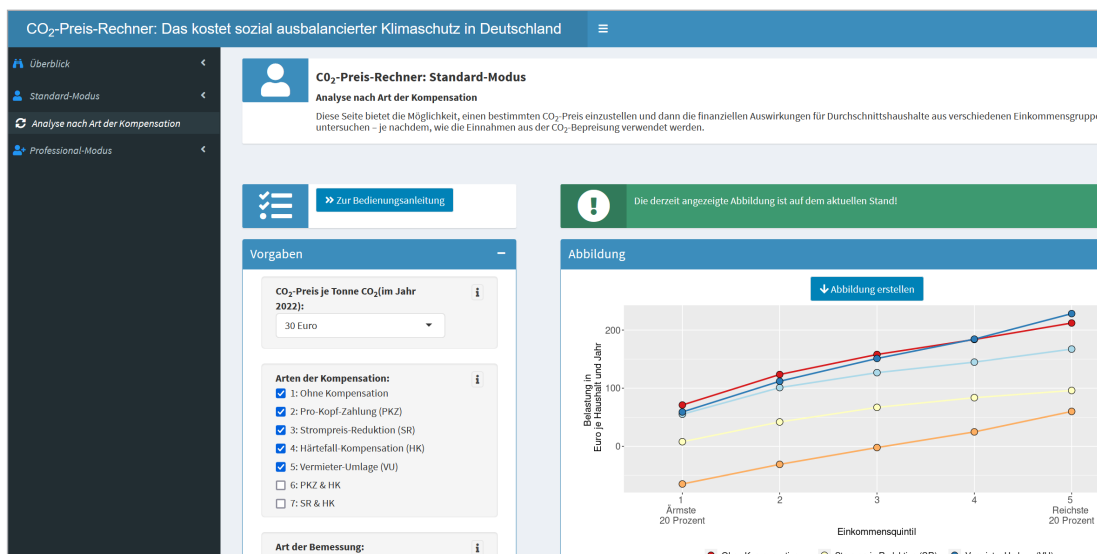 CO₂-Preis-Rechner: Das kostet sozial ausbalancierter Klimaschutz in Deutschland
Überblick
Standard-Modus
Analyse nach Art der Kompensation
Professional-Modus
C0₂-Preis-Rechner: Standard-Modus
Analyse nach Art der Kompensation
Diese Seite bietet die Möglichkeit, einen bestimmten CO₂-Preis einzustellen und dann die finanziellen Auswirkungen für Durchschnittshaushalte aus verschiedenen
untersuchen – je nachdem, wie die Einnahmen aus der CO₂-Bepreisung verwendet werden.
Zur Bedienungsanleitung
Die derzeit angezeigte Abbildung ist auf dem aktuellen Stand!
Vorgaben
CO₂-Preis je Tonne CO₂(im Jahr
2022):
30 Euro
Arten der Kompensation:
1: Ohne Kompensation
2: Pro-Kopf-Zahlung (PKZ)
3: Strompreis-Reduktion (SR)
4: Härtefall-Kompensation (HK)
5: Vermieter-Umlage (VU)
6: PKZ & HK
7: SR & HK
Art der Bemessung:
Abbildung
Abbildung erstellen
Belastung in
Euro je Haushalt und Jahr
200
100
0
1
Ärmste
20 Prozent
2
3
4
5
Reichste
20 Prozent
Einkommensquintil